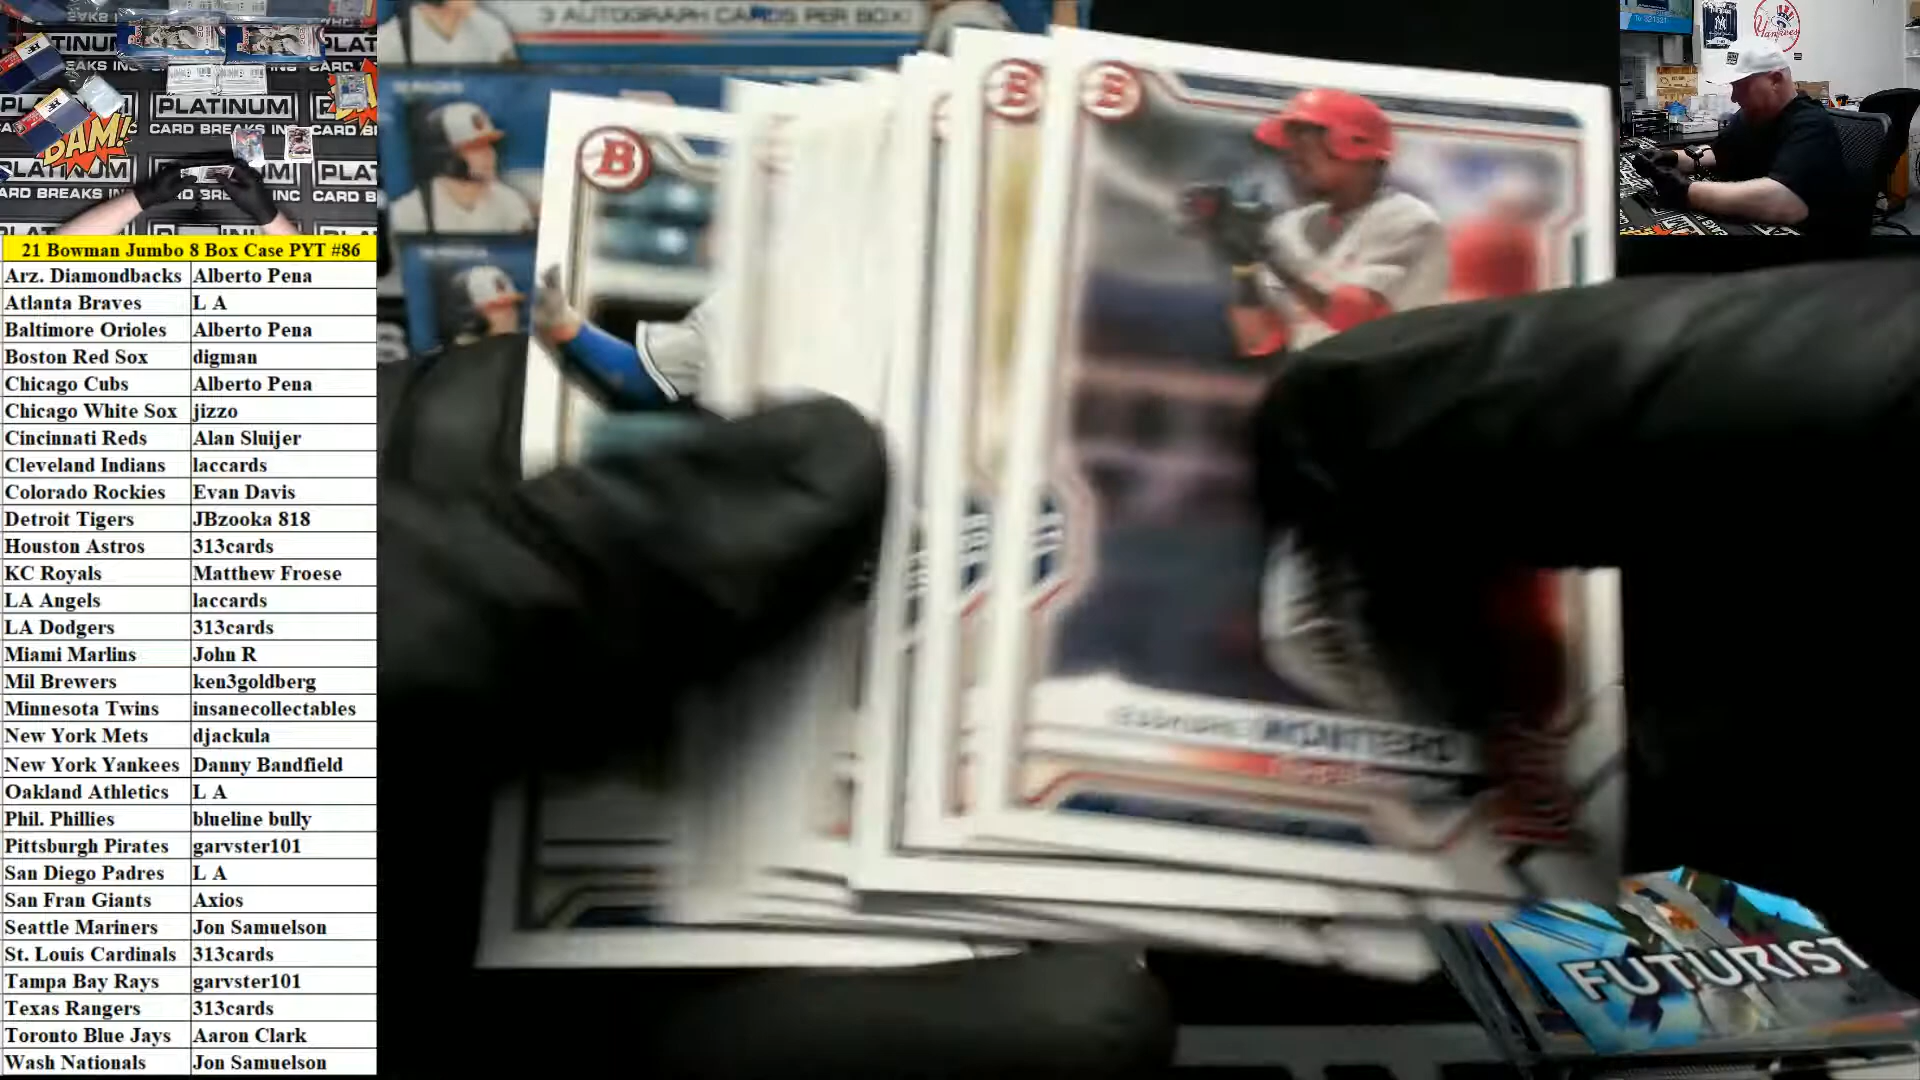 3 AUTOGRAPH CARDS PER BOX!
PLATINUM
CARD BREAKS INC
BAM!
21 Bowman Jumbo 8 Box Case PYT #86
Arz. Diamondbacks Alberto Pena
Atlanta Braves L A
Baltimore Orioles Alberto Pena
Boston Red Sox digman
Chicago Cubs Alberto Pena
Chicago White Sox jizzo
Cincinnati Reds Alan Sluijer
Cleveland Indians laccards
Colorado Rockies Evan Davis
Detroit Tigers JBzooka 818
Houston Astros 313cards
KC Royals Matthew Froese
LA Angels laccards
LA Dodgers 313cards
Miami Marlins John R
Mil Brewers ken3goldberg
Minnesota Twins insanecollectables
New York Mets djackula
New York Yankees Danny Bandfield
Oakland Athletics L A
Phil. Phillies blueline bully
Pittsburgh Pirates garvster101
San Diego Padres L A
San Fran Giants Axios
Seattle Mariners Jon Samuelson
St. Louis Cardinals 313cards
Tampa Bay Rays garvster101
Texas Rangers 313cards
Toronto Blue Jays Aaron Clark
Wash Nationals Jon Samuelson
B
B
B
MONTERO
FUTURIST
Yankees